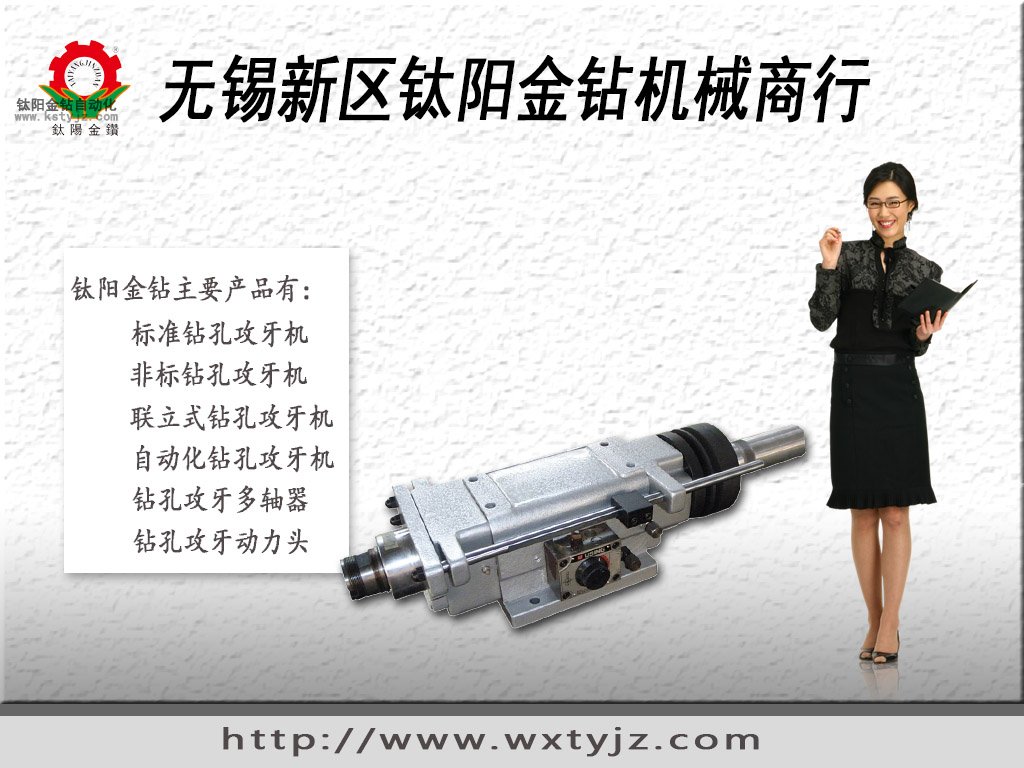 无锡新区钛阳金钻机械商行
TAIYANGJINZUAN
®
钛阳金钻自动化
www.kstyjz.com
鈦陽金鑽
钛阳金钻主要产品有：
标准钻孔攻牙机
非标钻孔攻牙机
联立式钻孔攻牙机
自动化钻孔攻牙机
钻孔攻牙多轴器
钻孔攻牙动力头
http://www.wxtyjz.com